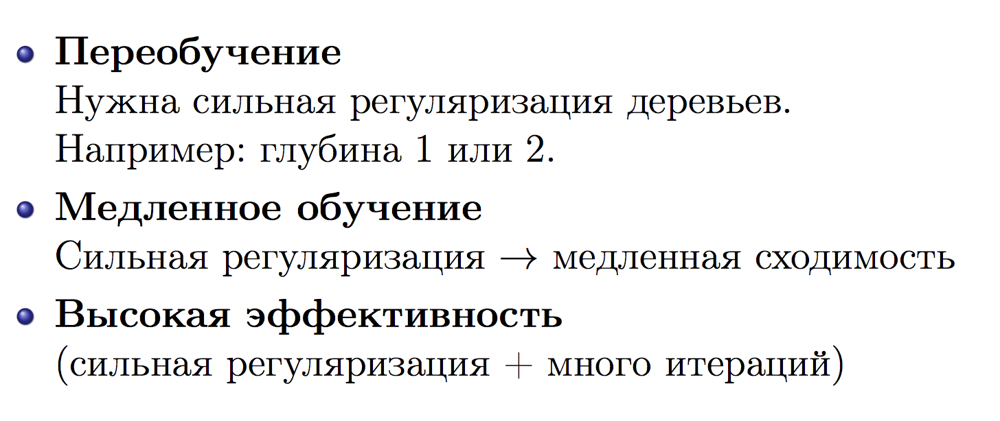 Переобучение
Нужна сильная регуляризация деревьев.
Например: глубина 1 или 2.
Медленное обучение
Сильная регуляризация → медленная сходимость
Высокая эффективность
(сильная регуляризация + много итераций)